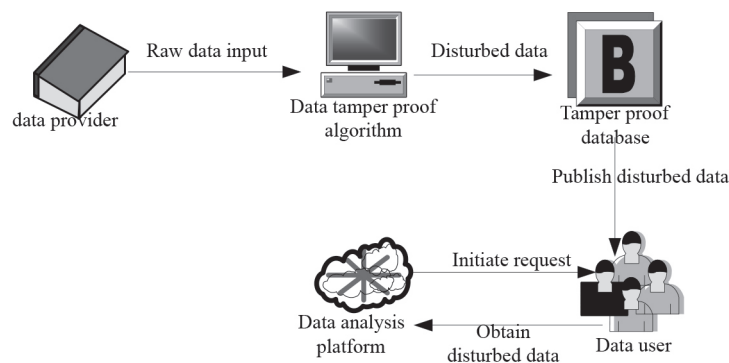 Raw data input
Disturbed data
B
data provider
Data tamper proof
algorithm
Tamper proof
database
Publish disturbed data
Initiate request
Data analysis
platform
Obtain
disturbed data
Data user